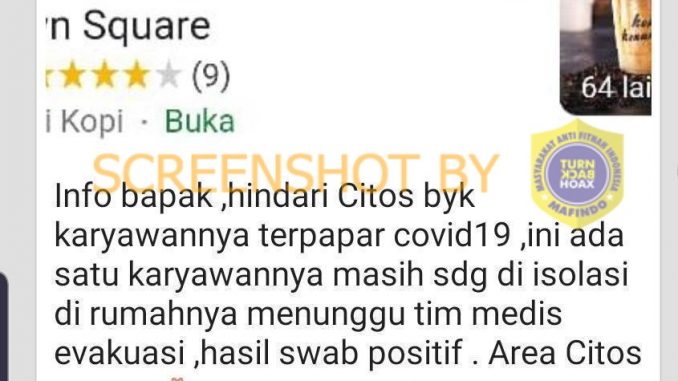 n Square
(9)
64 lai
i Kopi · Buka
SCREENSHOT BY
MASYARAKAT ANTI FITNAH INDONESIA
TURN
BACK
HOAX
MAFINDO
Info bapak ,hindari Citos byk
karyawannya terpapar covid19 ,ini ada
satu karyawannya masih sdg di isolasi
di rumahnya menunggu tim medis
evakuasi ,hasil swab positif . Area Citos